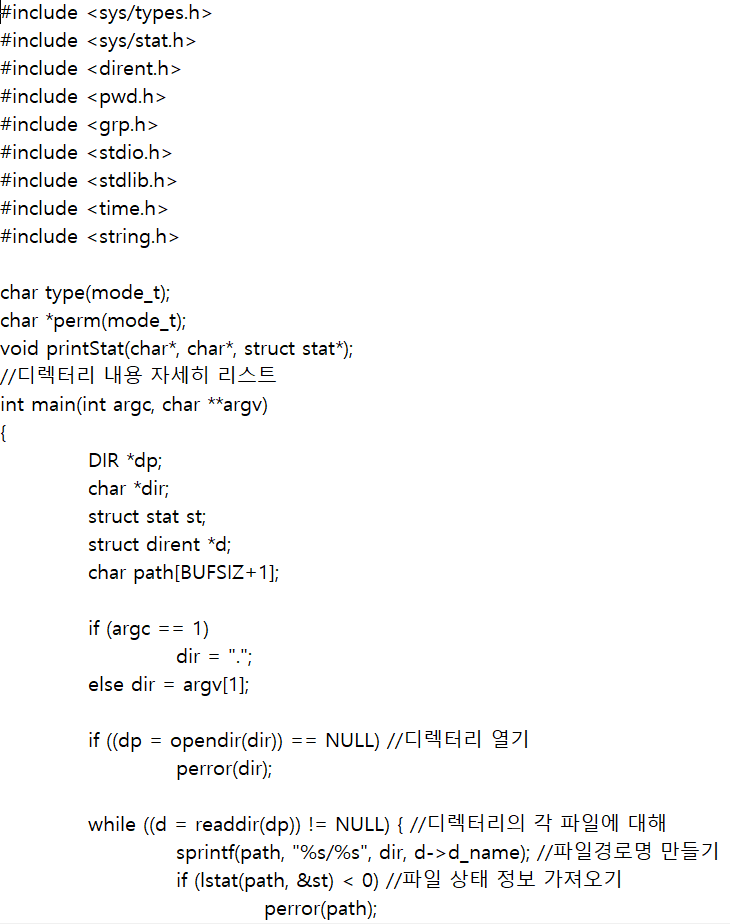 #include <sys/types.h>
#include <sys/stat.h>
#include <dirent.h>
#include <pwd.h>
#include <grp.h>
#include <stdio.h>
#include <stdlib.h>
#include <time.h>
#include <string.h>

char type(mode_t);
char *perm(mode_t);
void printStat(char*, char*, struct stat*);
//디렉터리 내용 자세히 리스트
int main(int argc, char **argv)
{
        DIR *dp;
        char *dir;
        struct stat st;
        struct dirent *d;
        char path[BUFSIZ+1];

        if (argc == 1)
                dir = ".";
        else dir = argv[1];

        if ((dp = opendir(dir)) == NULL) //디렉터리 열기
                perror(dir);

        while ((d = readdir(dp)) != NULL) { //디렉터리의 각 파일에 대해
                sprintf(path, "%s/%s", dir, d->d_name); //파일경로명 만들기
                if (lstat(path, &st) < 0) //파일 상태 정보 가져오기
                        perror(path);